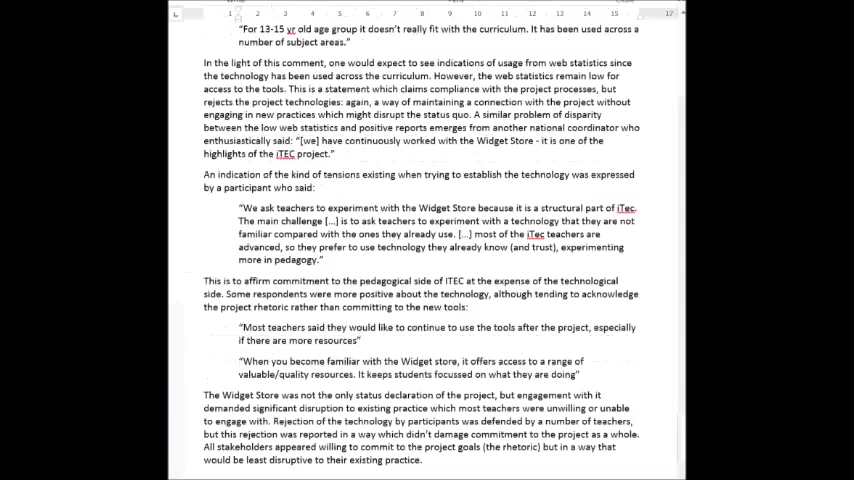 1 2 3 4 5 6 7 8 9 10 11 12 13 14 15 17
“For 13-15 yr old age group it doesn’t really fit with the curriculum. It has been used across a
number of subject areas.”
In the light of this comment, one would expect to see indications of usage from web statistics since
the technology has been used across the curriculum. However, the web statistics remain low for
access to the tools. This is a statement which claims compliance with the project processes, but
rejects the project technologies: again, a way of maintaining a connection with the project without
engaging in new practices which might disrupt the status quo. A similar problem of disparity
between the low web statistics and positive reports emerges from another national coordinator who
enthusiastically said: “[we] have continuously worked with the Widget Store - it is one of the
highlights of the iTEC project.”
An indication of the kind of tensions existing when trying to establish the technology was expressed
by a participant who said:
“We ask teachers to experiment with the Widget Store because it is a structural part of iTec.
The main challenge [...] is to ask teachers to experiment with a technology that they are not
familiar compared with the ones they already use. [...] most of the iTec teachers are
advanced, so they prefer to use technology they already know (and trust), experimenting
more in pedagogy.”
This is to affirm commitment to the pedagogical side of ITEC at the expense of the technological
side. Some respondents were more positive about the technology, although tending to acknowledge
the project rhetoric rather than committing to the new tools:
“Most teachers said they would like to continue to use the tools after the project, especially
if there are more resources”
“When you become familiar with the Widget store, it offers access to a range of
valuable/quality resources. It keeps students focussed on what they are doing”
The Widget Store was not the only status declaration of the project, but engagement with it
demanded significant disruption to existing practice which most teachers were unwilling or unable
to engage with. Rejection of the technology by participants was defended by a number of teachers,
but this rejection was reported in a way which didn’t damage commitment to the project as a whole.
All stakeholders appeared willing to commit to the project goals (the rhetoric) but in a way that
would be least disruptive to their existing practice.